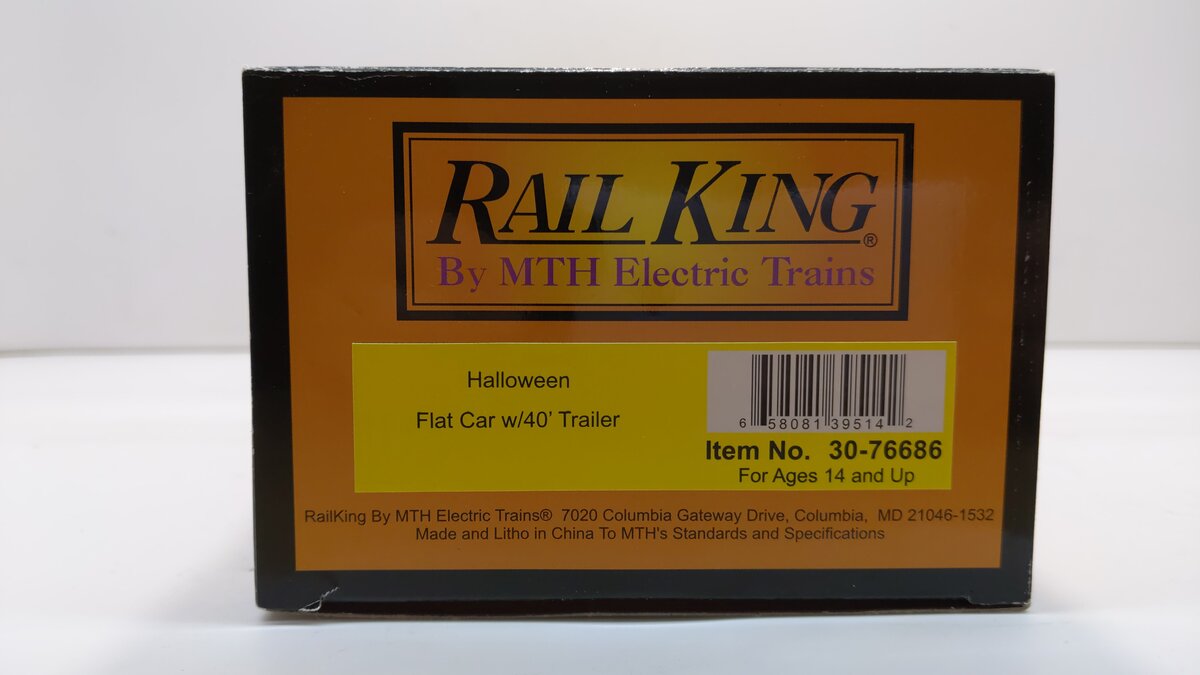 RAIL KING®
By MTH Electric Trains
Halloween
Flat Car w/40' Trailer
6 58081 39514 2
Item No. 30-76686
For Ages 14 and Up
RailKing By MTH Electric Trains® 7020 Columbia Gateway Drive, Columbia, MD 21046-1532
Made and Litho in China To MTH's Standards and Specifications